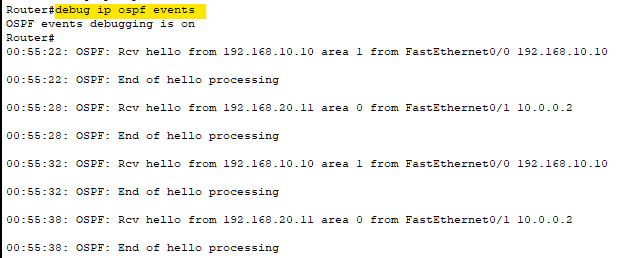 Router#debug ip ospf events
OSPF events debugging is on
Router#
00:55:22: OSPF: Rcv hello from 192.168.10.10 area 1 from FastEthernet0/0 192.168.10.10
00:55:22: OSPF: End of hello processing
00:55:28: OSPF: Rcv hello from 192.168.20.11 area 0 from FastEthernet0/1 10.0.0.2
00:55:28: OSPF: End of hello processing
00:55:32: OSPF: Rcv hello from 192.168.10.10 area 1 from FastEthernet0/0 192.168.10.10
00:55:32: OSPF: End of hello processing
00:55:38: OSPF: Rcv hello from 192.168.20.11 area 0 from FastEthernet0/1 10.0.0.2
00:55:38: OSPF: End of hello processing